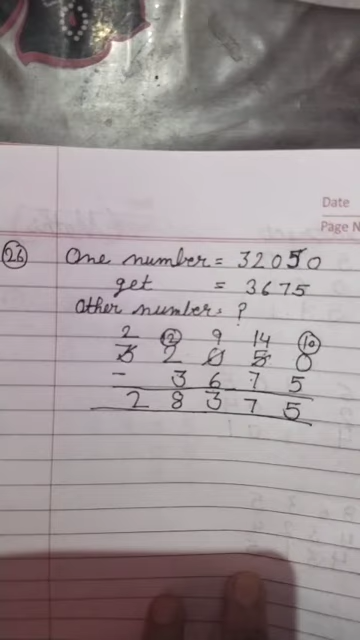 Date
Page N
26 One number = 32050
get = 3675
Other number = ?
2 12 9 14 10
3 2 0 5 0
- 3 6 7 5
2 8 3 7 5